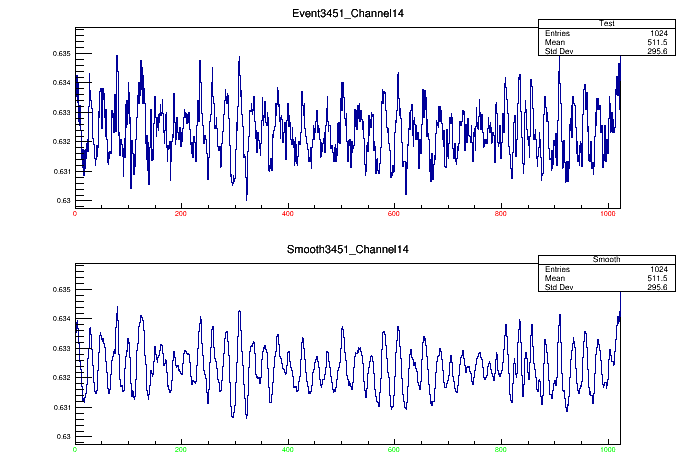 Event3451_Channel14
Test
Entries 1024
Mean 511.5
Std Dev 295.6
0.635
0.634
0.633
0.632
0.631
0.63
0 200 400 600 800 1000
Smooth3451_Channel14
Smooth
Entries 1024
Mean 511.5
Std Dev 295.6
0.635
0.634
0.633
0.632
0.631
0.63
0 200 400 600 800 1000